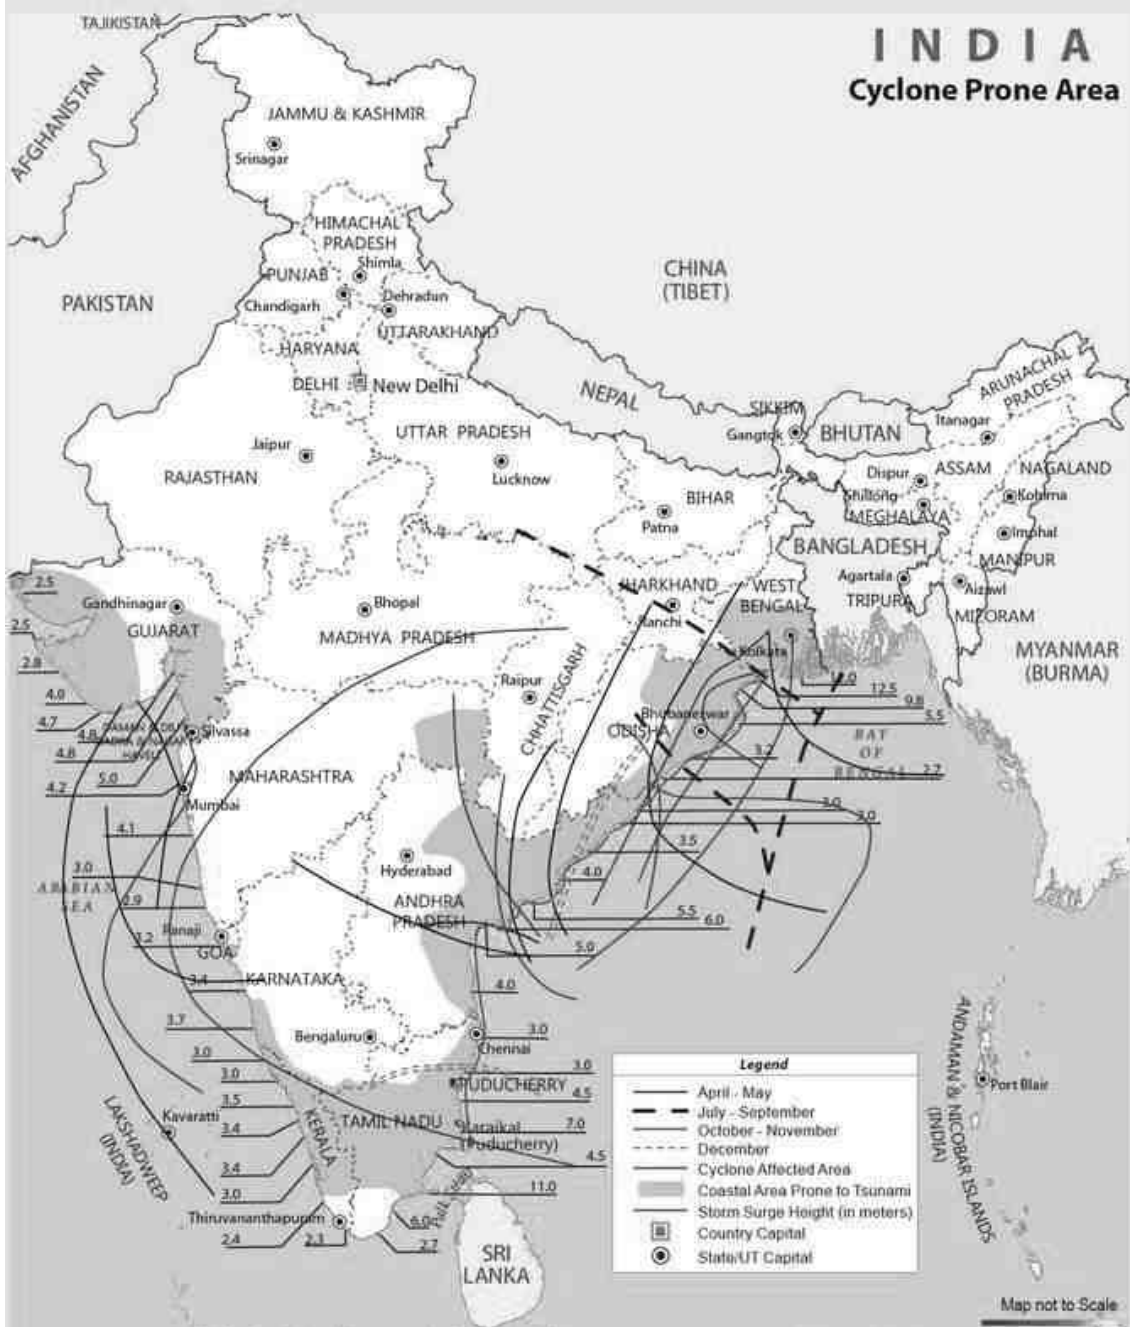 INDIA
Cyclone Prone Area
TAJIKISTAN
AFGHANISTAN
JAMMU & KASHMIR
Srinagar
HIMACHAL
PRADESH
Shimla
PUNJAB
Chandigarh
Dehradun
UTTARAKHAND
CHINA
(TIBET)
PAKISTAN
HARYANA
DELHI
New Delhi
NEPAL
SIKKIM
Gangtok
BHUTAN
ARUNACHAL
PRADESH
Itanagar
UTTAR PRADESH
Jaipur
RAJASTHAN
Lucknow
BIHAR
Patna
Dispur
ASSAM
NAGALAND
Shillong
Kohima
MEGHALAYA
Imphal
MANIPUR
BANGLADESH
Agartala
TRIPURA
Aizawl
MIZORAM
MYANMAR
(BURMA)
2.5
Gandhinagar
GUJARAT
Bhopal
MADHYA PRADESH
JHARKHAND
Ranchi
WEST
BENGAL
Kolkata
2.5
2.8
4.0
4.7
4.8
4.8
5.0
4.2
Silvassa
Mumbai
MAHARASHTRA
Raipur
CHHATTISGARH
Bhubaneswar
ODISHA
12.5
9.8
5.5
BAY
OF
BENGAL
3.2
2.7
3.0
3.5
4.0
4.1
3.0
ARABIAN
SEA
2.9
Hyderabad
ANDHRA
PRADESH
5.5
6.0
5.0
Panaji
3.2
GOA
3.4
KARNATAKA
4.0
3.7
Bengaluru
3.0
Chennai
3.0
3.0
3.0
PUDUCHERRY
4.5
3.5
TAMIL NADU
7.0
Karaikal
(Puducherry)
3.4
KERALA
4.5
3.4
3.0
11.0
LAKSHADWEEP
(INDIA)
Kavaratti
Thiruvananthapuram
2.4
2.3
6.0
2.7
SRI
LANKA
ANDAMAN & NICOBAR ISLANDS
(INDIA)
Port Blair
Legend
April - May
July - September
October - November
December
Cyclone Affected Area
Coastal Area Prone to Tsunami
Storm Surge Height (in meters)
Country Capital
State/UT Capital
Map not to Scale